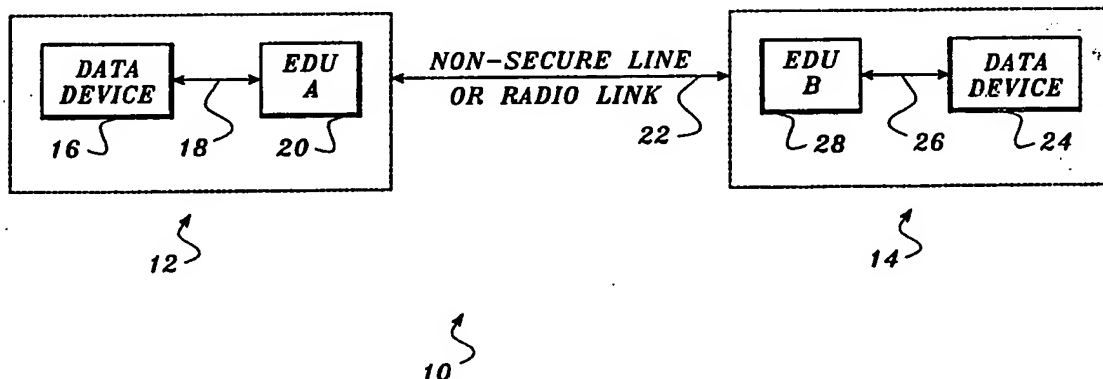 DATA
DEVICE
EDU
A
NON-SECURE LINE
OR RADIO LINK
EDU
B
DATA
DEVICE
16
18
20
22
28
26
24
12
14
10